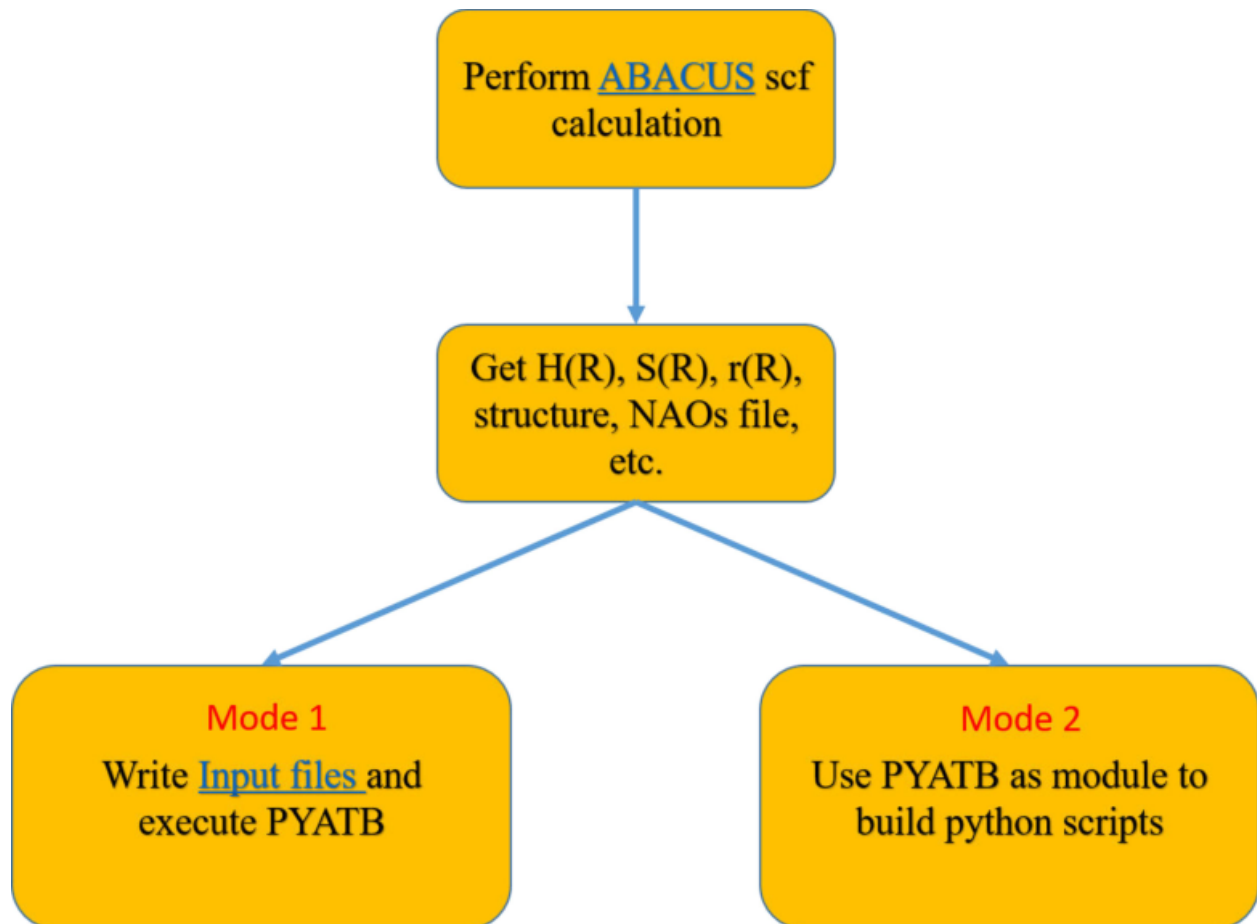 Perform ABACUS scf
calculation
Get H(R), S(R), r(R),
structure, NAOs file,
etc.
Mode 1
Write Input files and
execute PYATB
Mode 2
Use PYATB as module to
build python scripts